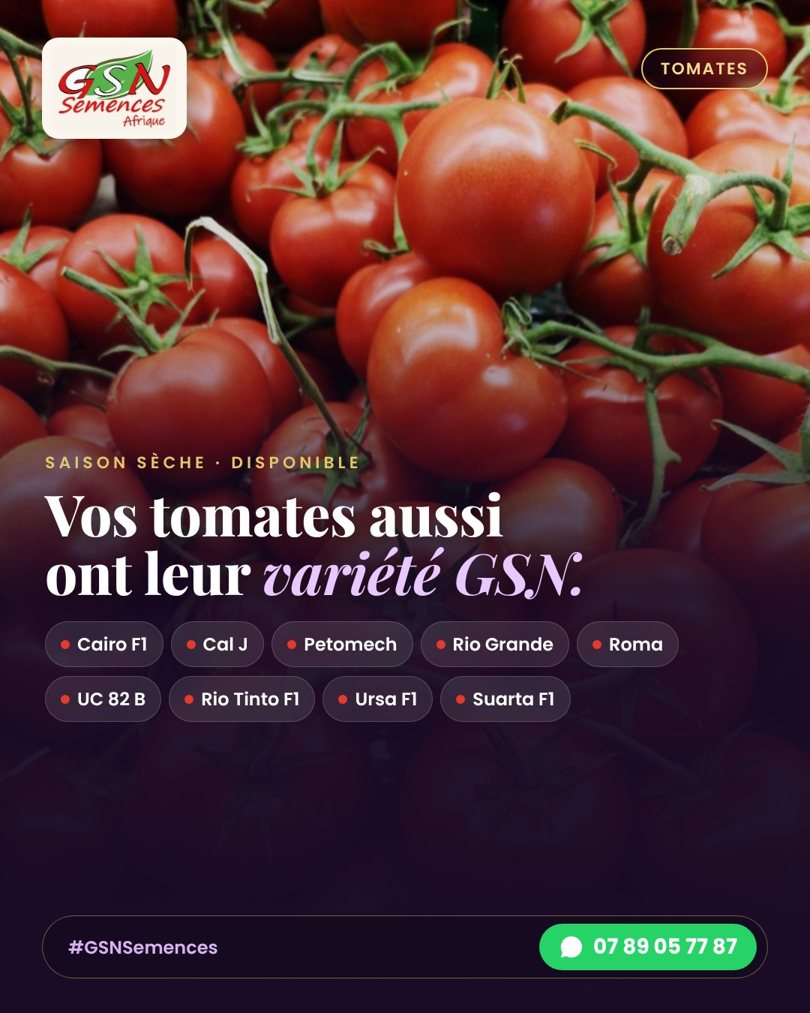 GSN
Semences
Afrique
TOMATES
SAISON SÈCHE · DISPONIBLE
Vos tomates aussi
ont leur variété GSN.
Cairo F1
Cal J
Petomech
Rio Grande
Roma
UC 82 B
Rio Tinto F1
Ursa F1
Suarta F1
#GSNSemences
07 89 05 77 87